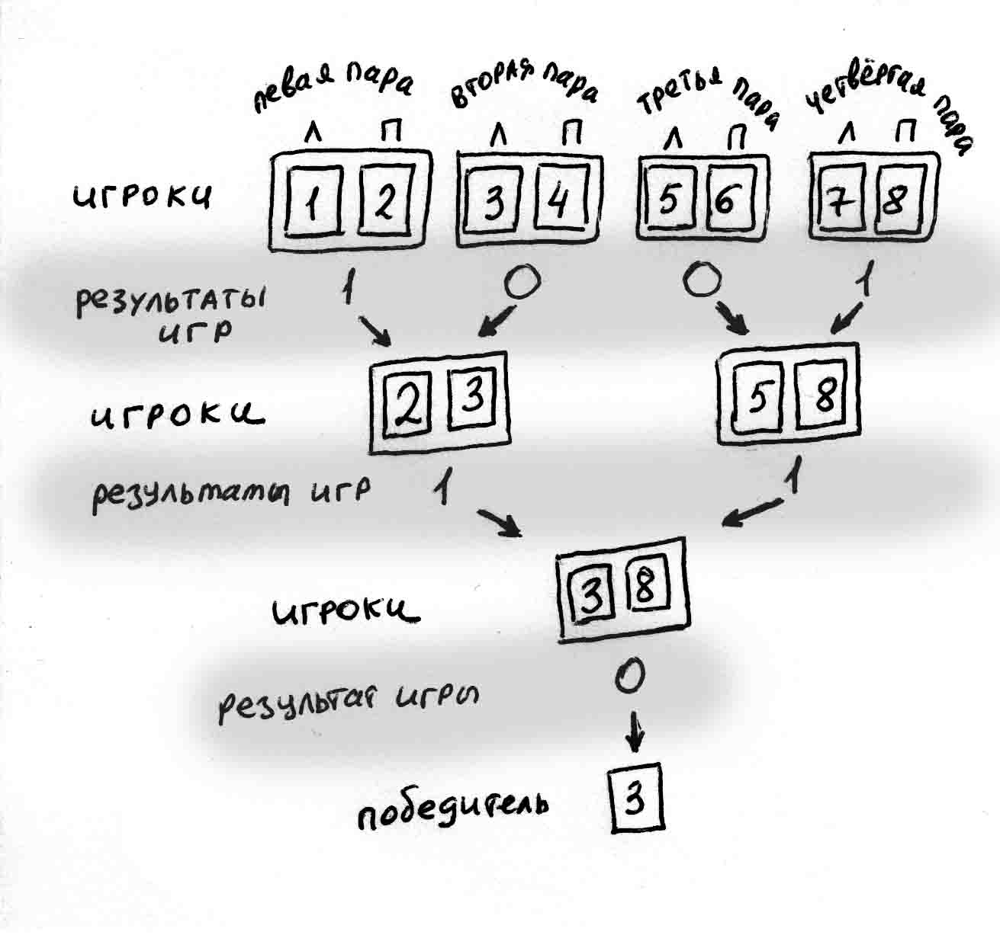 левая пара вторая пара третья пара четвёртая пара
Л П Л П Л П Л П
игроки 1 2 3 4 5 6 7 8
результаты 1 0 0 1
игр
игроки 2 3 5 8
результаты игр 1 1
игроки 3 8
результат игры 0
победитель 3